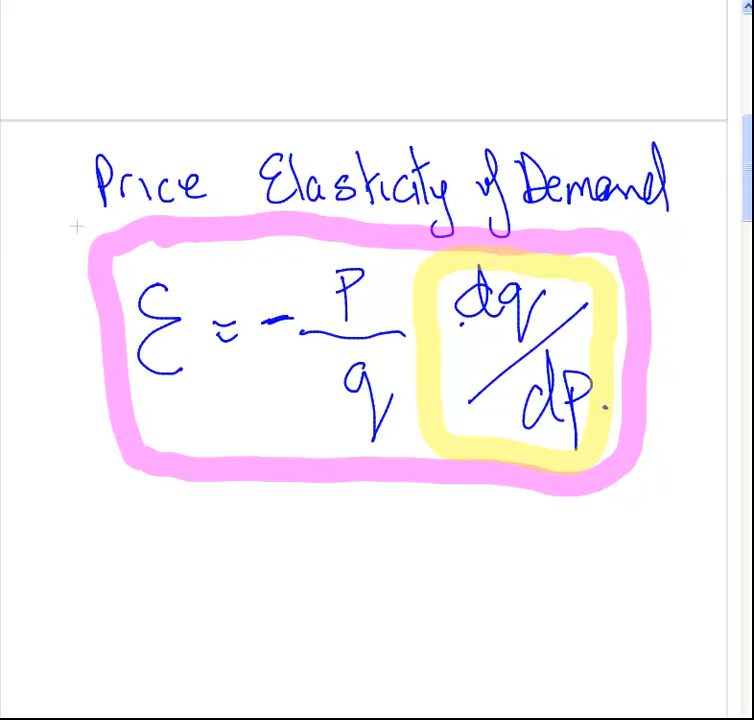 Price Elasticity of Demand
ε ≈ - p/q dq/dp.